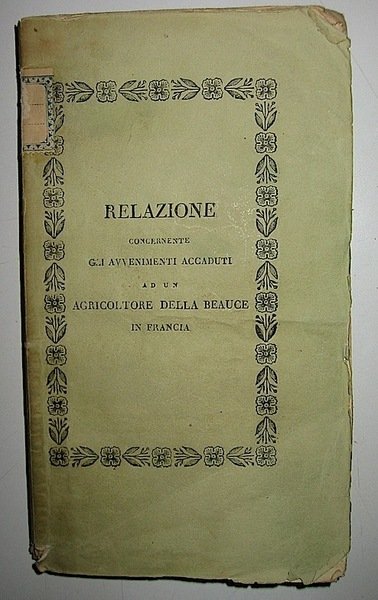 RELAZIONE
CONCERNENTE
GLI AVVENIMENTI ACCADUTI
AD UN
AGRICOLTORE DELLA BEAUCE
IN FRANCIA